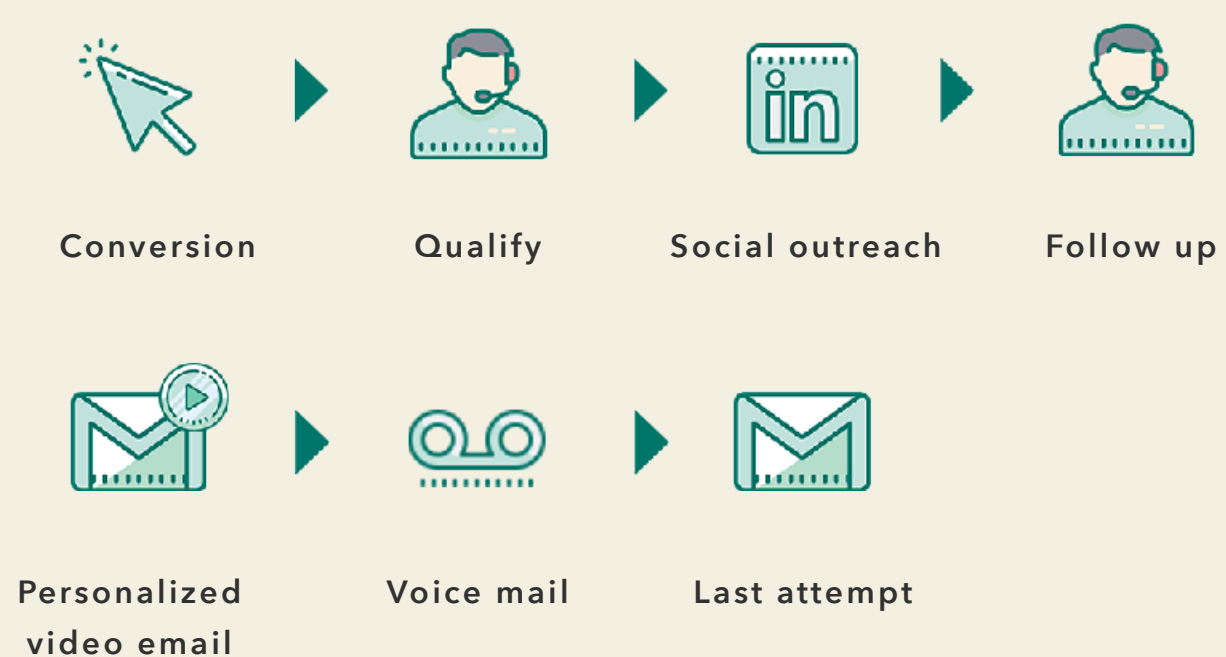 in
Conversion
Qualify
Social outreach
Follow up
Personalized
video email
Voice mail
Last attempt